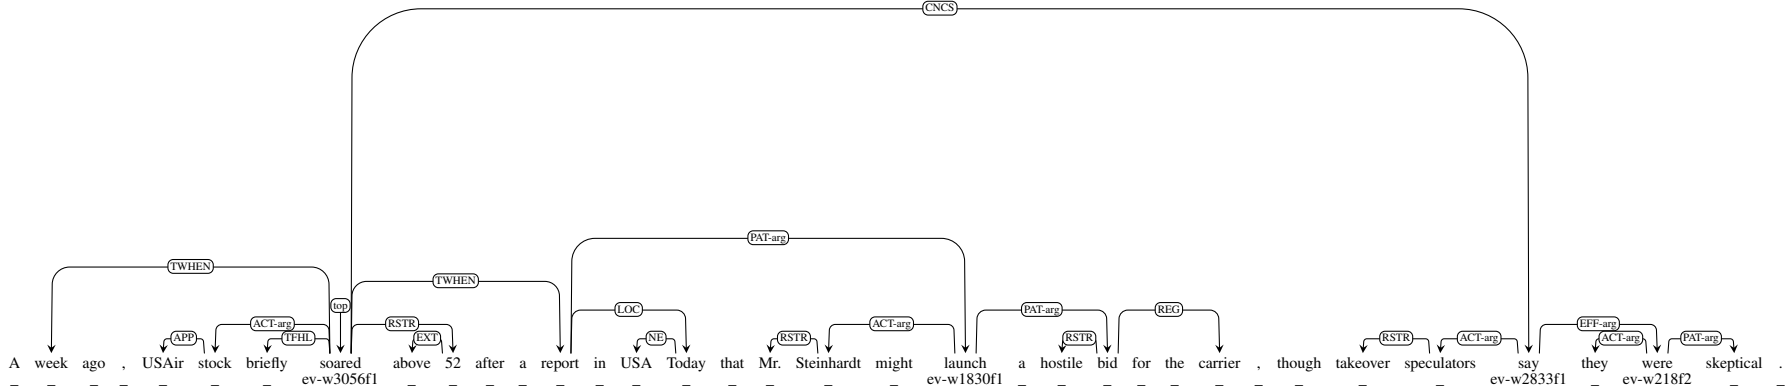 CNCS
PAT-arg
TWHEN
TWHEN
top
LOC PAT-arg REG
ACT-arg RSTR ACT-arg EFF-arg
APP TFHL EXT NE RSTR RSTR RSTR ACT-arg ACT-arg PAT-arg
A week ago , USAir stock briefly soared above 52 after a report in USA Today that Mr. Steinhardt might launch a hostile bid for the carrier , though takeover speculators say they were skeptical .
_ _ _ _ _ _ _ ev-w3056f1 _ _ _ _ _ _ _ _ _ _ _ _ ev-w1830f1 _ _ _ _ _ _ _ _ _ _ ev-w2833f1 _ ev-w218f2 _ _